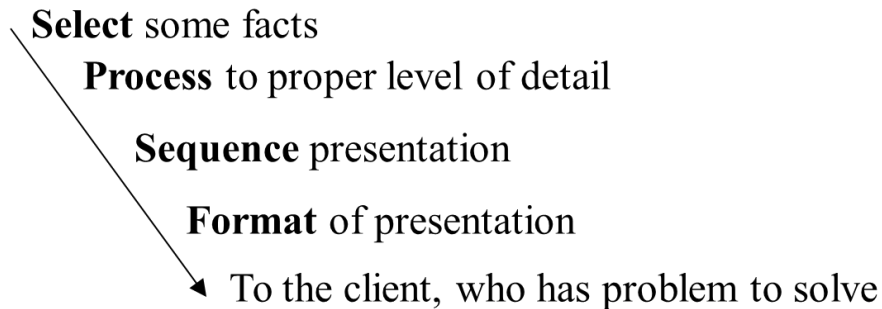 Select some facts
Process to proper level of detail
Sequence presentation
Format of presentation
To the client, who has problem to solve